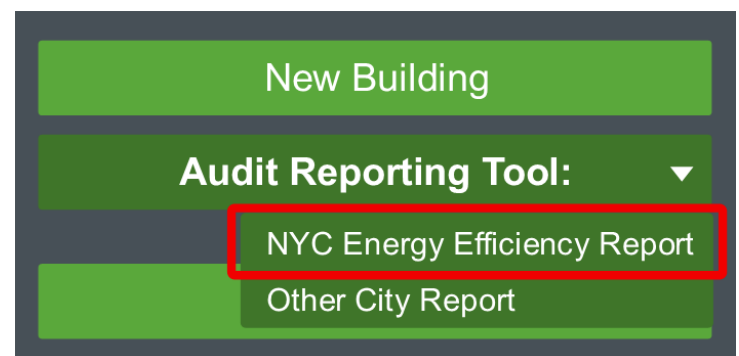 New Building
Audit Reporting Tool:
NYC Energy Efficiency Report
Other City Report